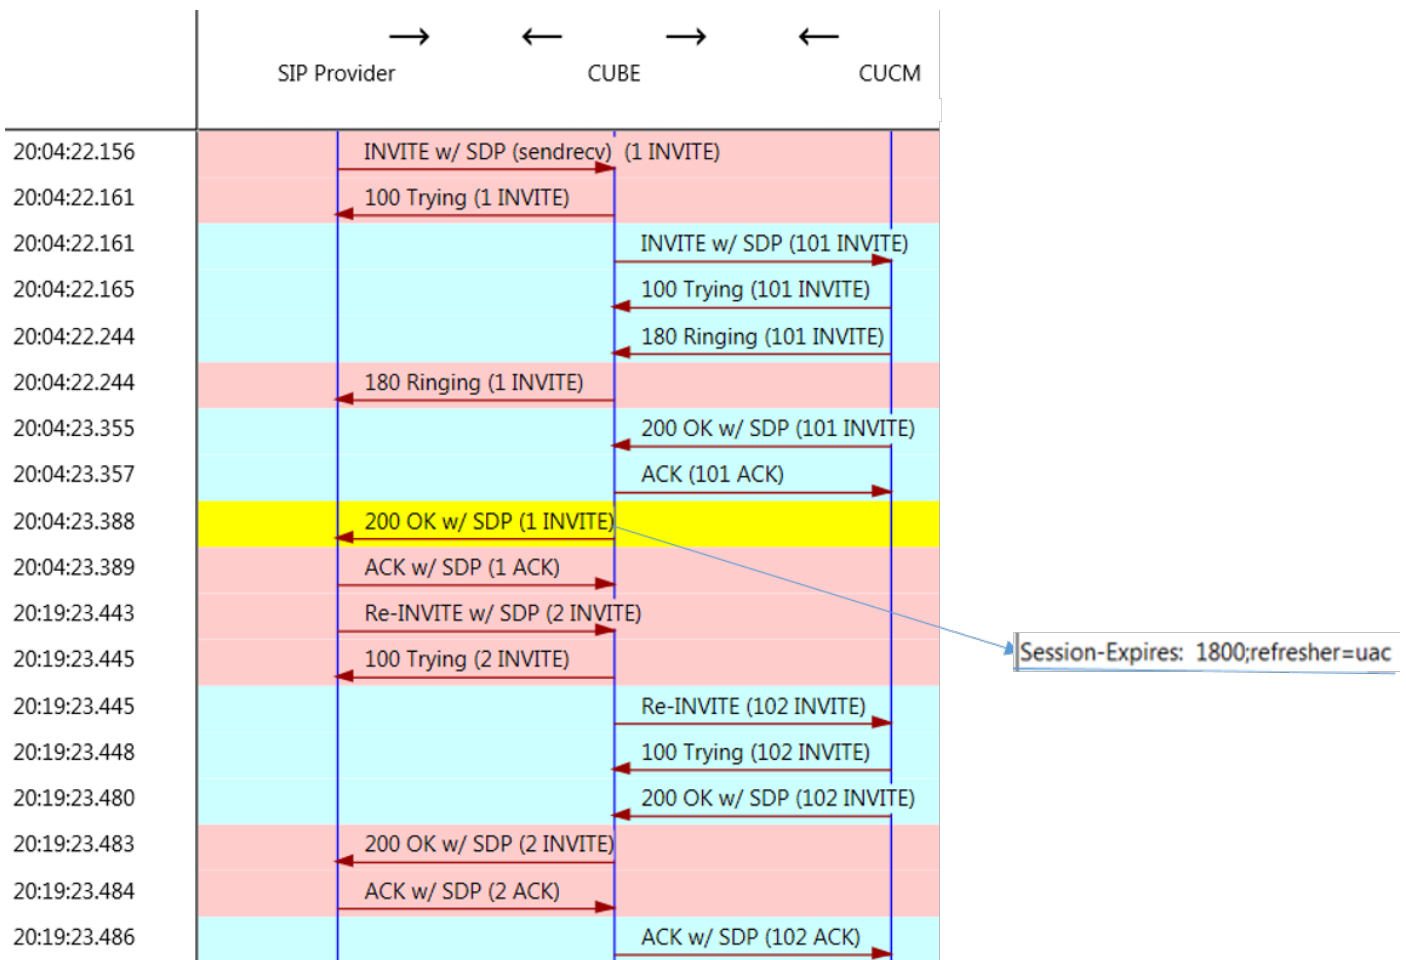 → ← → ←
SIP Provider CUBE CUCM
20:04:22.156 INVITE w/ SDP (sendrecv) (1 INVITE)
20:04:22.161 100 Trying (1 INVITE)
20:04:22.161 INVITE w/ SDP (101 INVITE)
20:04:22.165 100 Trying (101 INVITE)
20:04:22.244 180 Ringing (101 INVITE)
20:04:22.244 180 Ringing (1 INVITE)
20:04:23.355 200 OK w/ SDP (101 INVITE)
20:04:23.357 ACK (101 ACK)
20:04:23.388 200 OK w/ SDP (1 INVITE)
20:04:23.389 ACK w/ SDP (1 ACK)
20:19:23.443 Re-INVITE w/ SDP (2 INVITE)
20:19:23.445 100 Trying (2 INVITE)
Session-Expires: 1800;refresher=uac
20:19:23.445 Re-INVITE (102 INVITE)
20:19:23.448 100 Trying (102 INVITE)
20:19:23.480 200 OK w/ SDP (102 INVITE)
20:19:23.483 200 OK w/ SDP (2 INVITE)
20:19:23.484 ACK w/ SDP (2 ACK)
20:19:23.486 ACK w/ SDP (102 ACK)